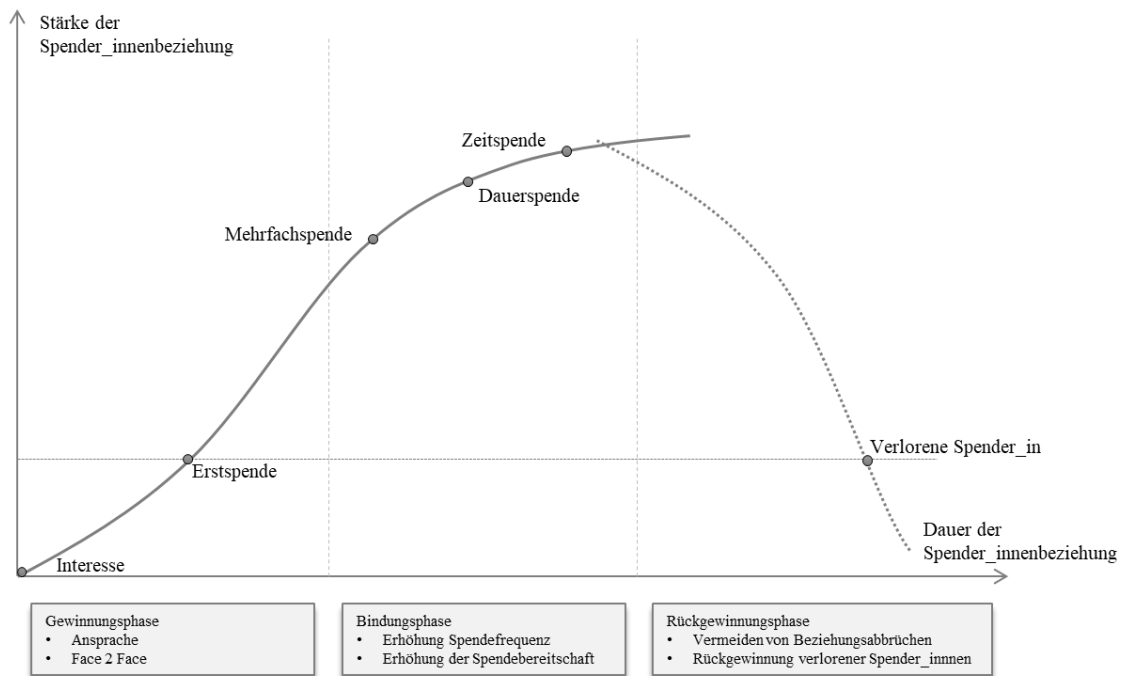 Stärke der
Spender_innenbeziehung
Zeitspende
Dauerspende
Mehrfachspende
Verlorene Spender_in
Erstspende
Dauer der
Spender_innenbeziehung
Interesse
Gewinnungsphase
• Ansprache
• Face 2 Face
Bindungsphase
• Erhöhung Spendefrequenz
• Erhöhung der Spendebereitschaft
Rückgewinnungsphase
• Vermeiden von Beziehungsabbrüchen
• Rückgewinnung verlorener Spender_innnen